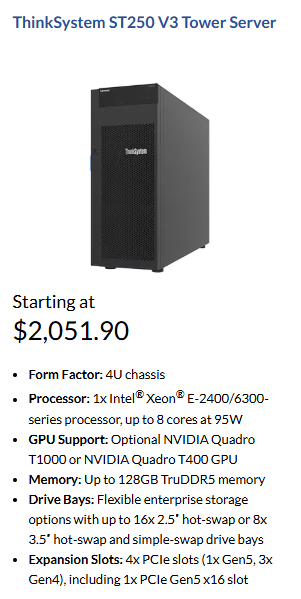 ThinkSystem ST250 V3 Tower Server
ThinkSystem
Starting at
$2,051.90
• Form Factor: 4U chassis
• Processor: 1x Intel® Xeon® E-2400/6300-
series processor, up to 8 cores at 95W
• GPU Support: Optional NVIDIA Quadro
T1000 or NVIDIA Quadro T400 GPU
• Memory: Up to 128GB TruDDR5 memory
• Drive Bays: Flexible enterprise storage
options with up to 16x 2.5" hot-swap or 8x
3.5" hot-swap and simple-swap drive bays
• Expansion Slots: 4x PCIe slots (1x Gen5, 3x
Gen4), including 1x PCIe Gen5 x16 slot